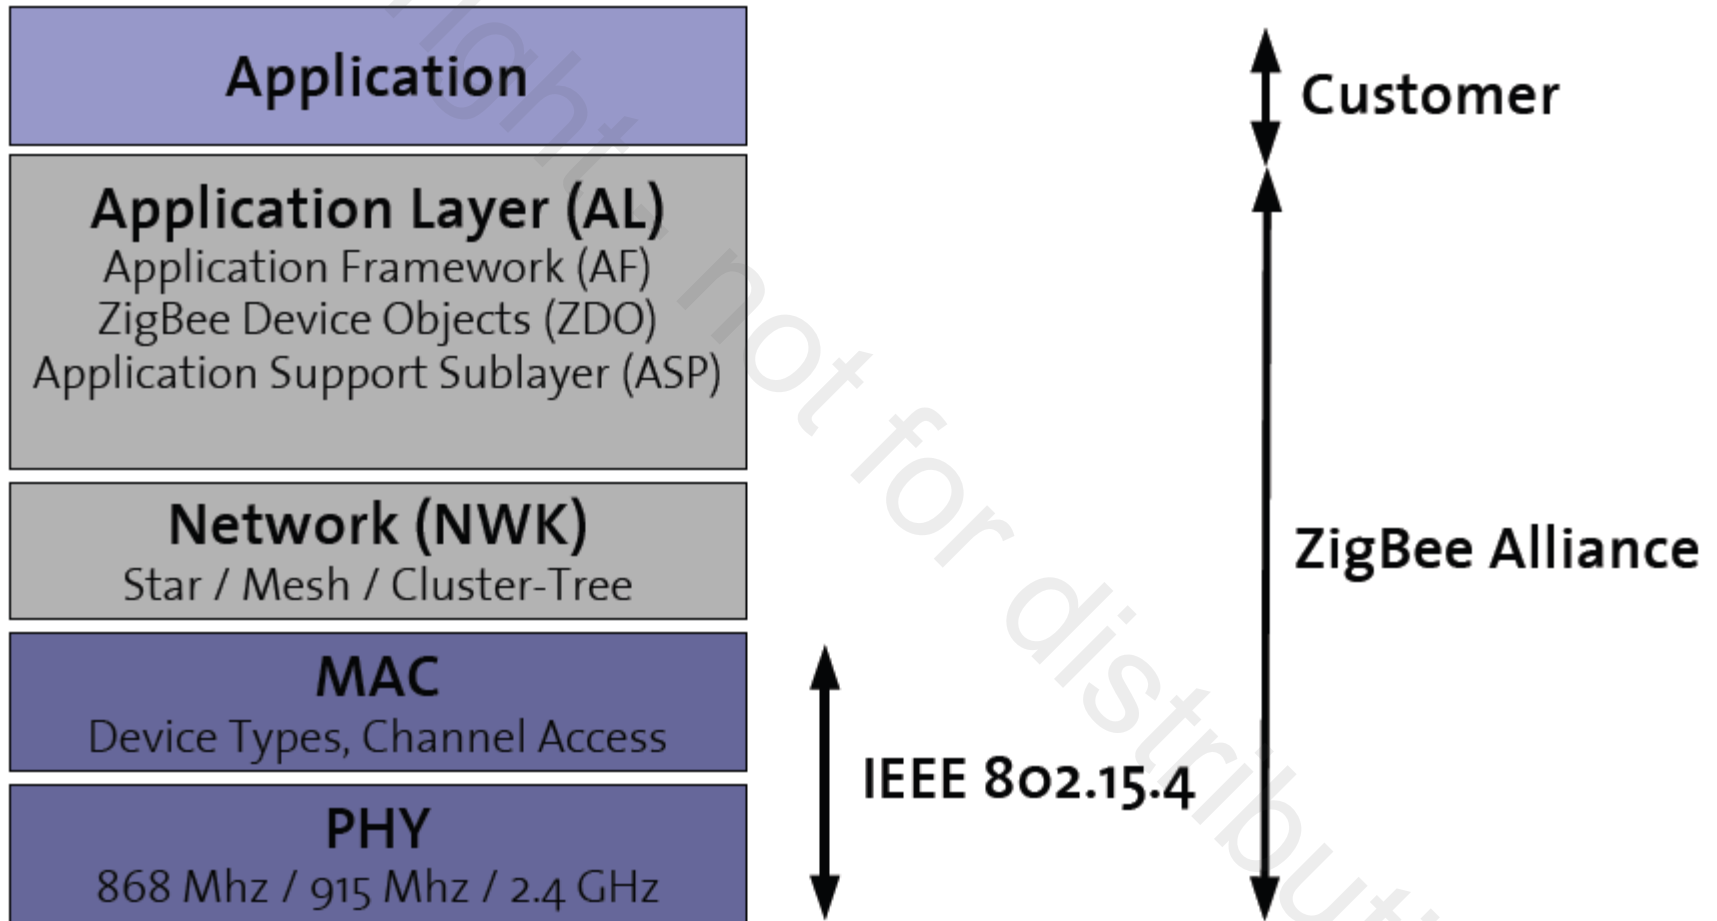 Application
Application Layer (AL)
Application Framework (AF)
ZigBee Device Objects (ZDO)
Application Support Sublayer (ASP)
Network (NWK)
Star / Mesh / Cluster-Tree
MAC
Device Types, Channel Access
PHY
868 Mhz / 915 Mhz / 2.4 GHz
IEEE 802.15.4
Customer
ZigBee Alliance
not for